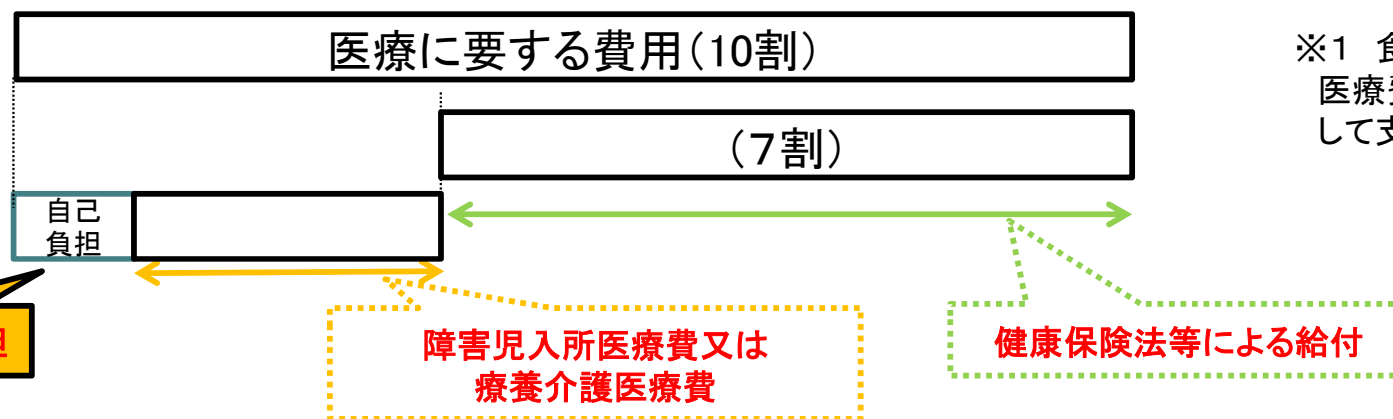 医療に要する費用(10割)
(7割)
自己
負担
障害児入所医療費又は
療養介護医療費
健康保険法等による給付
※1
して